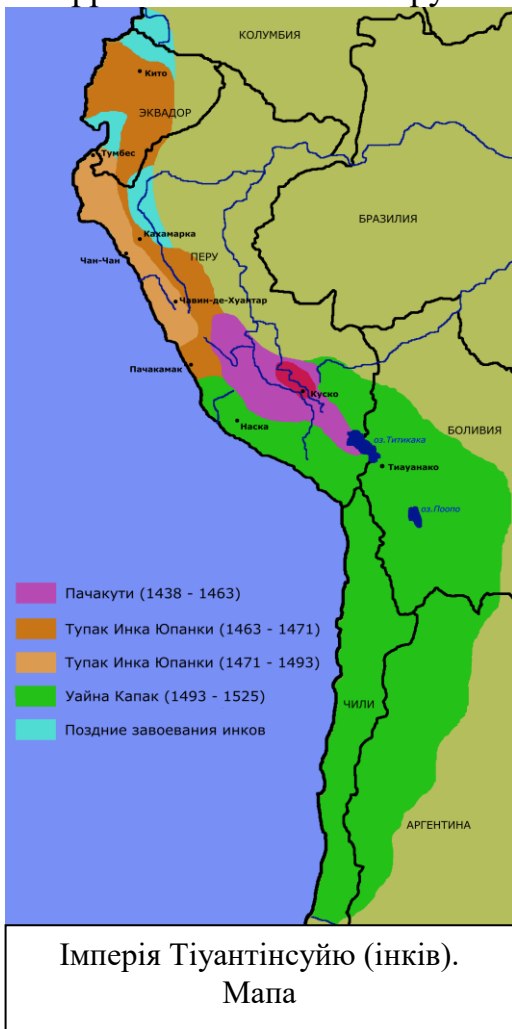 КОЛУМБИЯ
Кито
ЭКВАДОР
Тумбес
БРАЗИЛИЯ
Кахамарка
ПЕРУ
Чан-Чан
Чавин-де-Хуантар
Пачакамак
Куско
БОЛИВИЯ
Наска
оз.Титикака
Тиауанако
оз.Поопо
Пачакути (1438 - 1463)
Тупак Инка Юпанки (1463 - 1471)
Тупак Инка Юпанки (1471 - 1493)
Уайна Капак (1493 - 1525)
ЧИЛИ
Поздние завоевания инков
АРГЕНТИНА
Імперія Тіуантінсуйю (інків).
Мапа